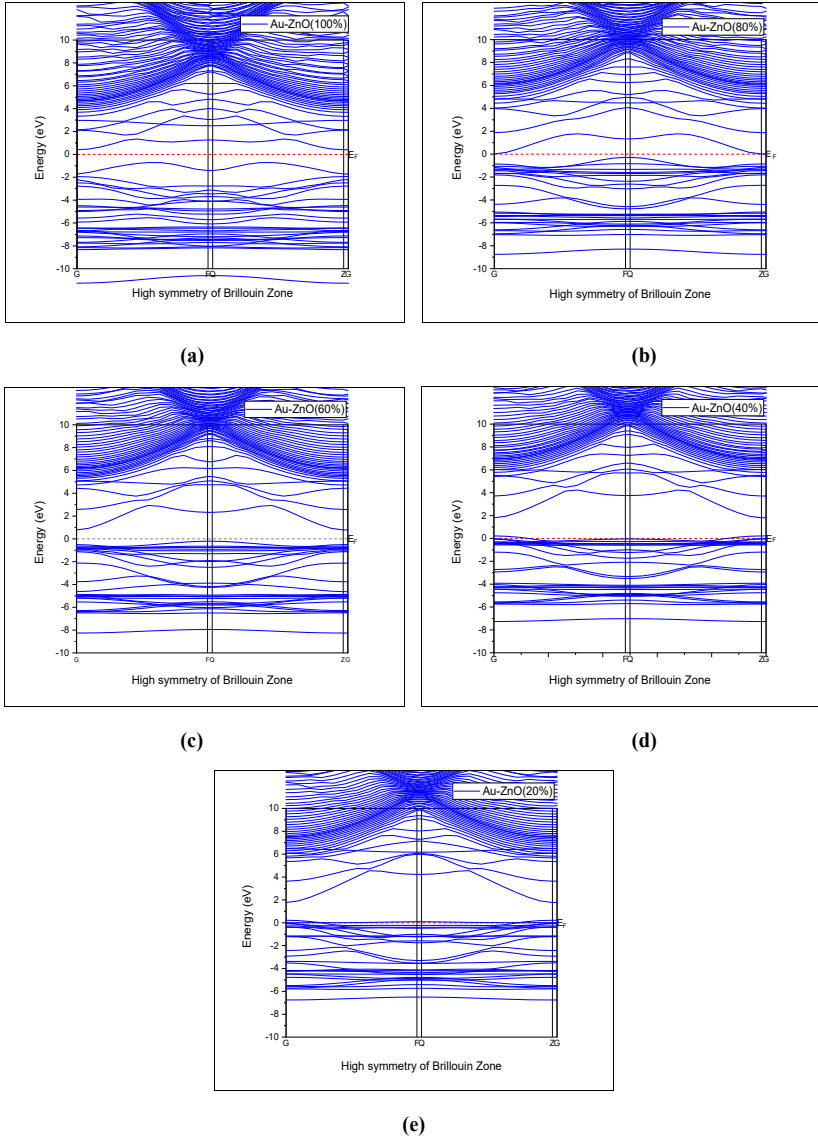 Au-ZnO(100%)
10
8
6
4
2
0
-2
-4
-6
-8
-10
Energy (eV)
E_F
G FQ ZG
High symmetry of Brillouin Zone
(a)
Au-ZnO(80%)
10
8
6
4
2
0
-2
-4
-6
-8
-10
Energy (eV)
E_F
G FQ ZG
High symmetry of Brillouin Zone
(b)
Au-ZnO(60%)
10
8
6
4
2
0
-2
-4
-6
-8
-10
Energy (eV)
E_F
G FQ ZG
High symmetry of Brillouin Zone
(c)
Au-ZnO(40%)
10
8
6
4
2
0
-2
-4
-6
-8
-10
Energy (eV)
E_F
G FQ ZG
High symmetry of Brillouin Zone
(d)
Au-ZnO(20%)
10
8
6
4
2
0
-2
-4
-6
-8
-10
Energy (eV)
E_F
G FQ ZG
High symmetry of Brillouin Zone
(e)